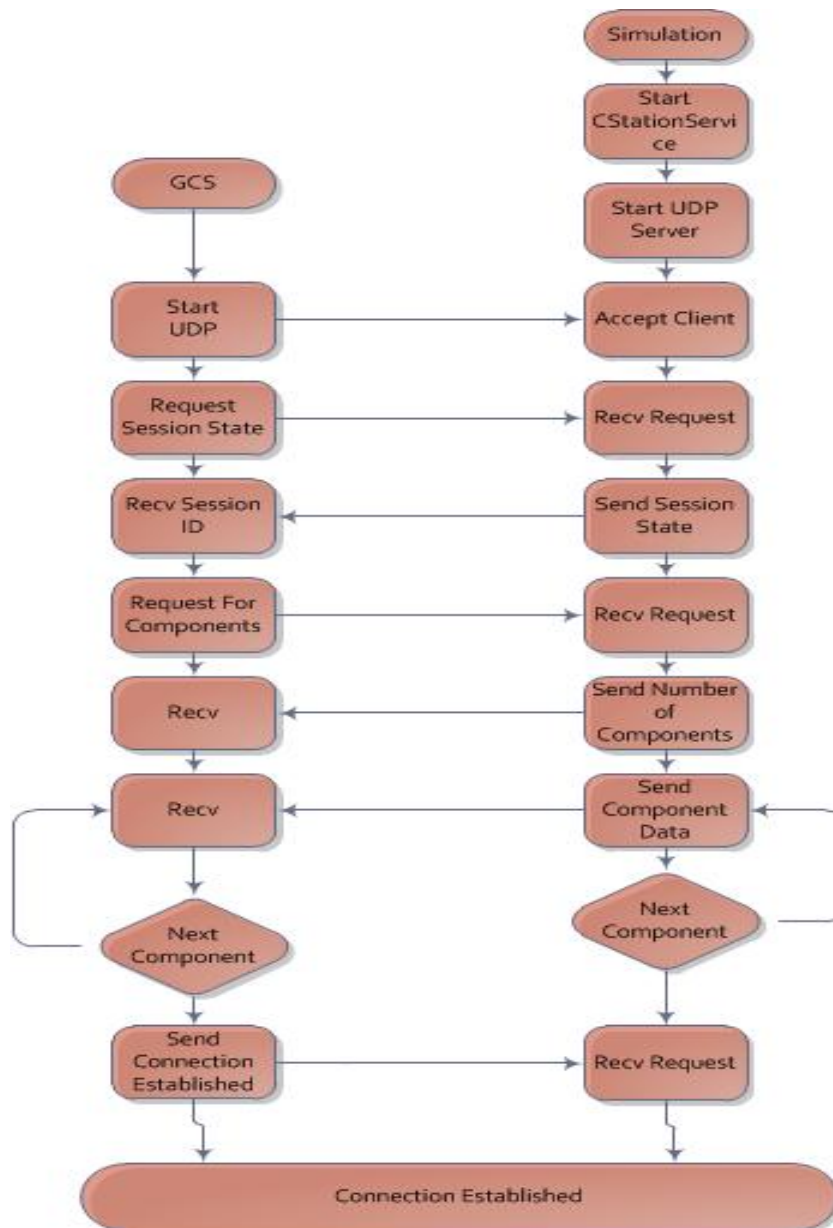 Simulation
Start
CStationServi
ce
GCS
Start UDP
Server
Start
UDP
Accept Client
Request
Session State
Recv Request
Recv Session
ID
Send Session
State
Request For
Components
Recv Request
Recv
Send Number
of
Components
Recv
Send
Component
Data
Next
Component
Next
Component
Send
Connection
Established
Recv Request
Connection Established